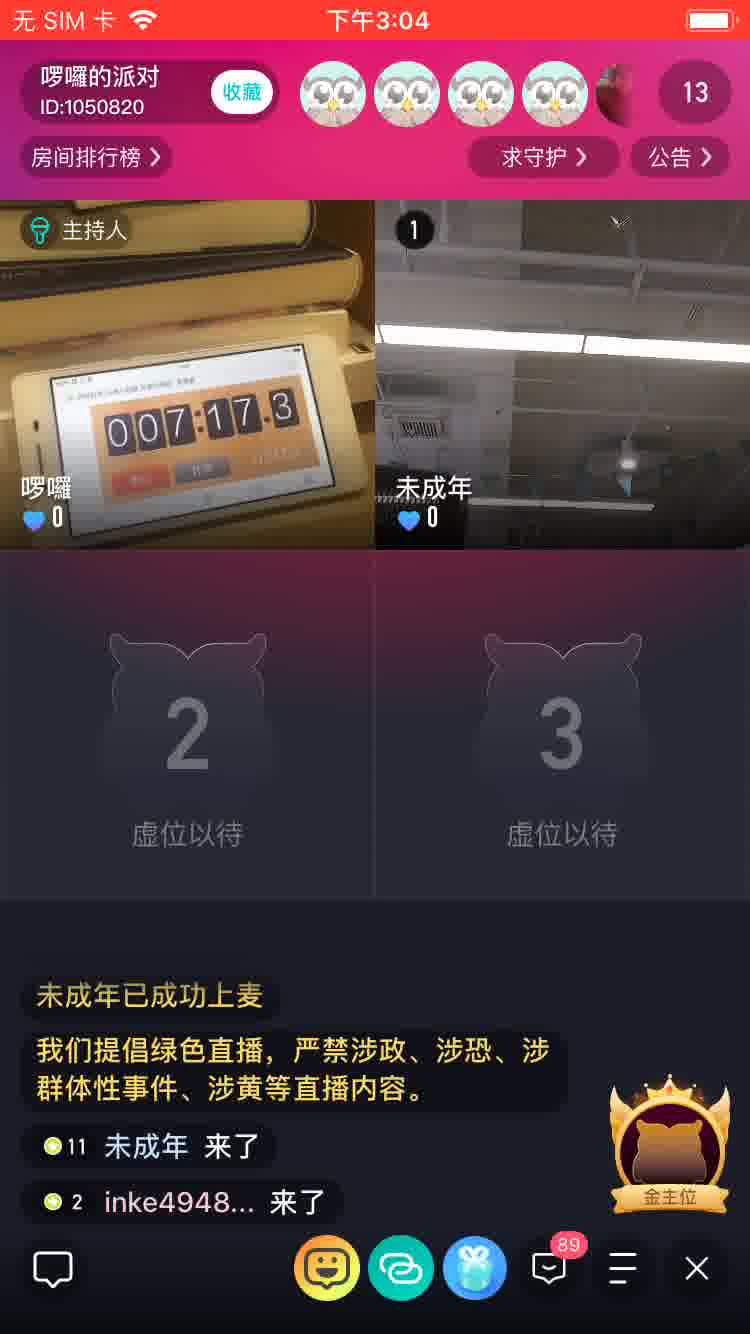 无 SIM 卡
下午3:04
啰囉的派对
ID:1050820
收藏
13
房间排行榜
求守护
公告
主持人
1
007:17.3
啰囉
0
未成年
0
2
3
虚位以待
虚位以待
未成年已成功上麦
我们提倡绿色直播，严禁涉政、涉恐、涉
群体性事件、涉黄等直播内容。
11 未成年 来了
2 inke4948... 来了
金主位
89